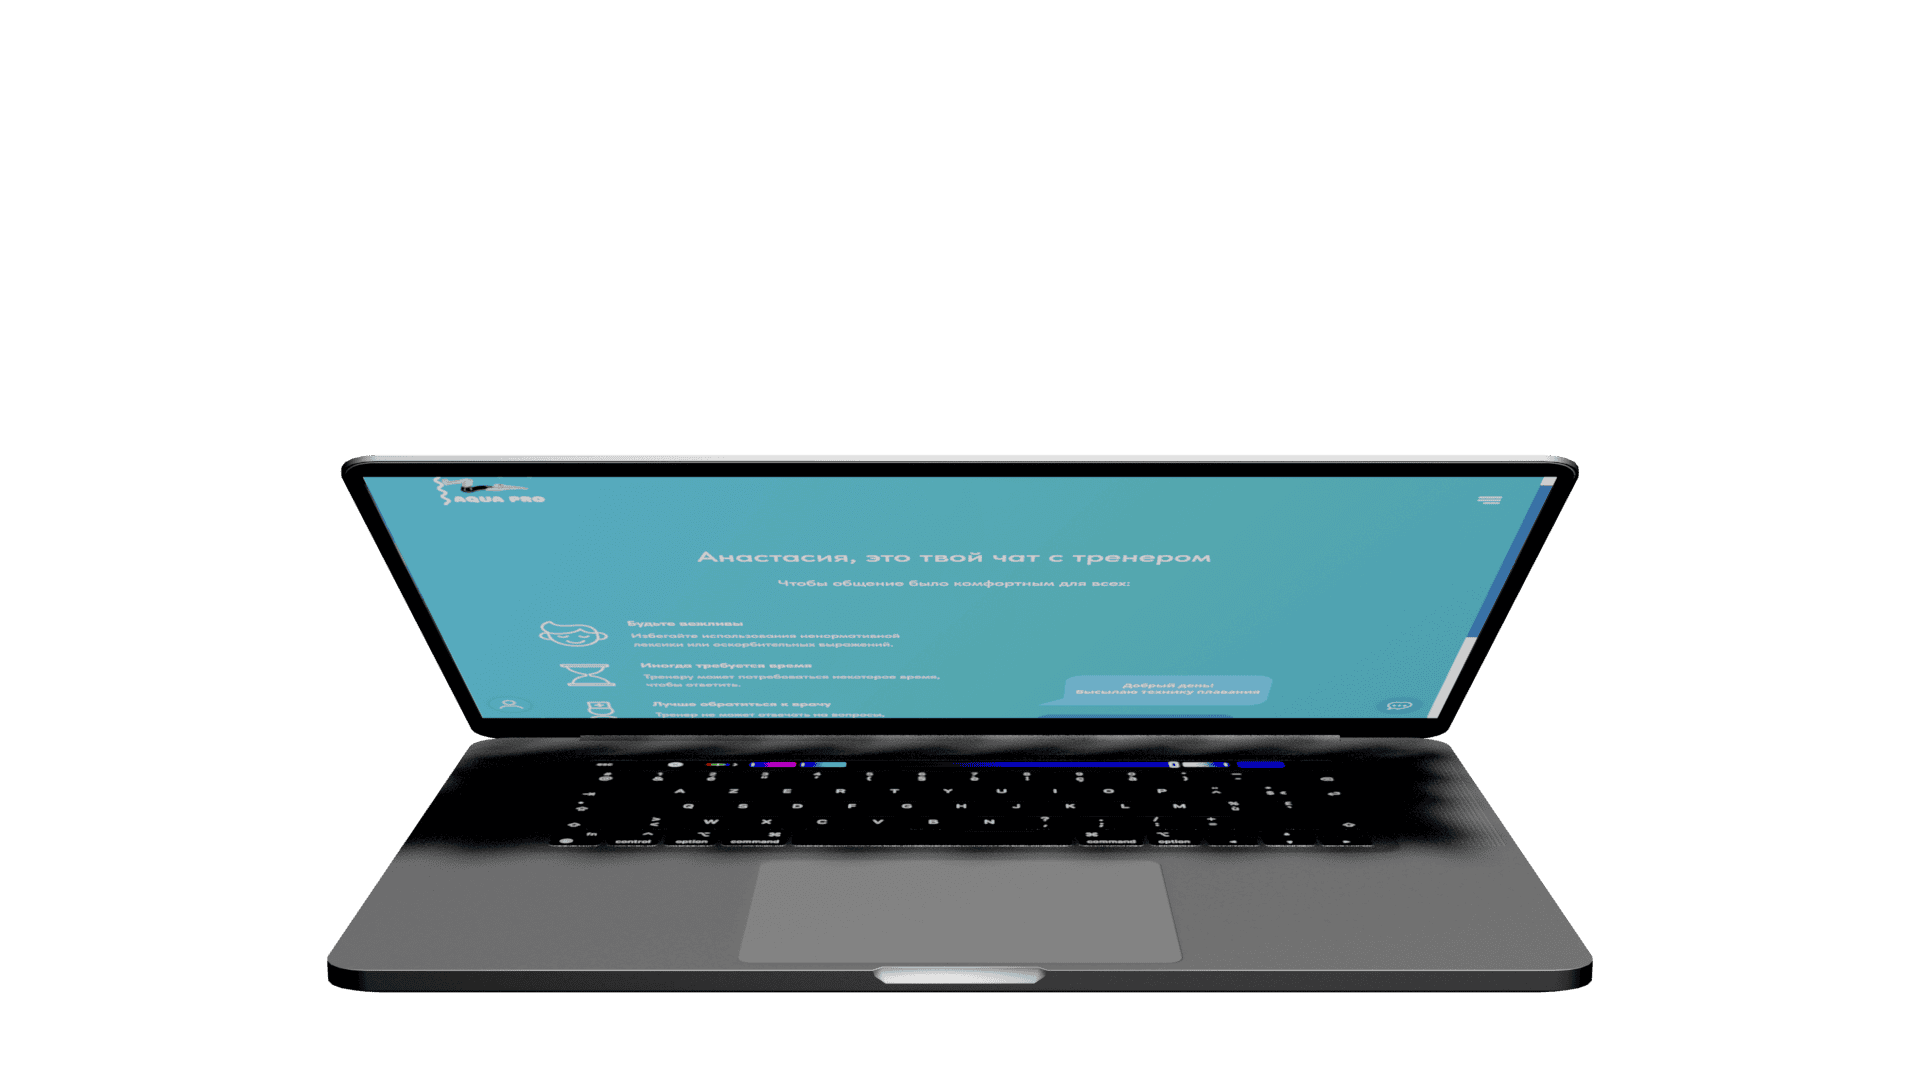 AQUA PRO
Анастасия, это твой чат с тренером
Чтобы общение было комфортным для всех:
Будьте вежливы
Избегайте использования ненормативной
лексики или оскорбительных выражений.
Иногда требуется время
Тренеру может потребоваться некоторое время,
чтобы ответить.
Лучше обратиться к врачу
Тренер не может отвечать на вопросы,
Добрый день!
Высылаю технику плавания
esc
A Z E R T Y U I O P
Q S D F G H J K L M
W X C V B N
fn control option command command option